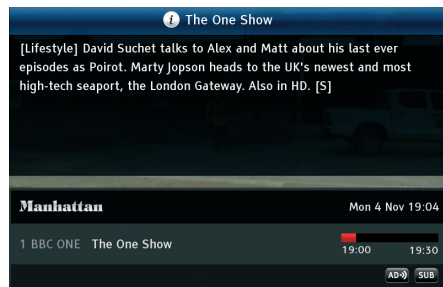 i The One Show
[Lifestyle] David Suchet talks to Alex and Matt about his last ever
episodes as Poirot. Marty Jopson heads to the UK's newest and most
high-tech seaport, the London Gateway. Also in HD. [S]
Manhattan Mon 4 Nov 19:04
1 BBC ONE The One Show
19:00 19:30
AD SUB